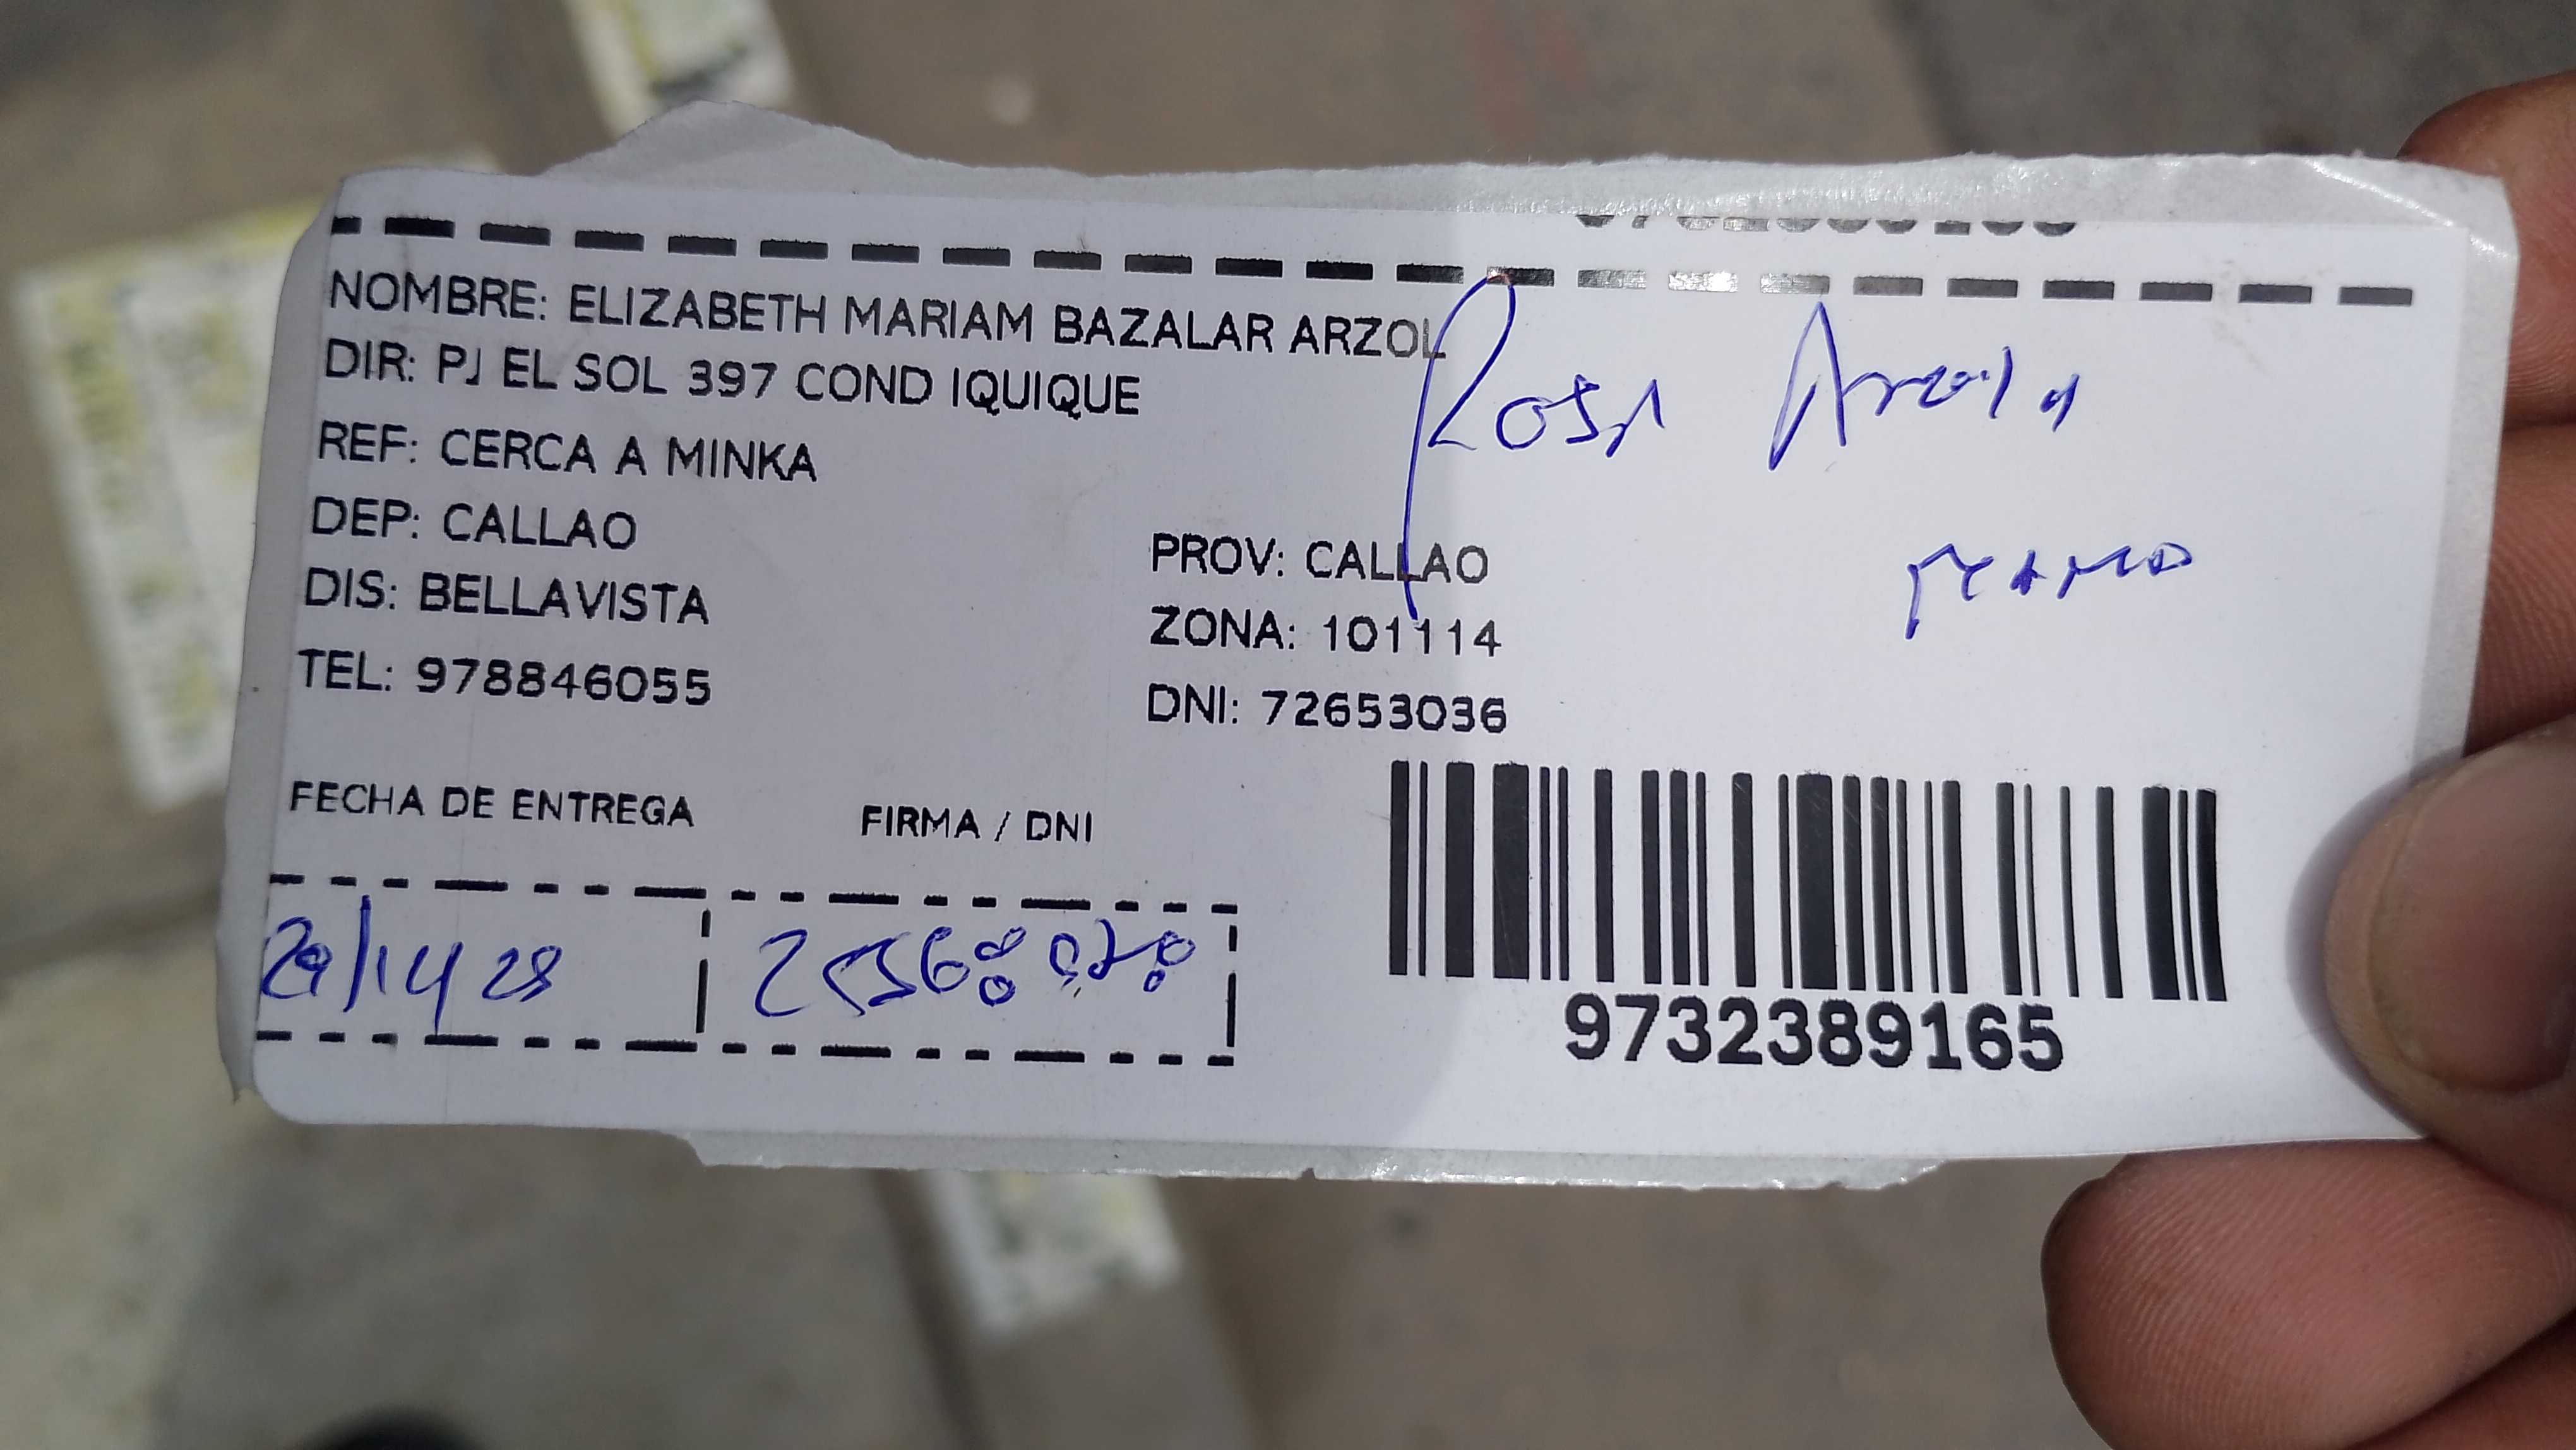 NOMBRE: ELIZABETH MARIAM BAZALAR ARZOL
DIR: PJ EL SOL 397 COND IQUIQUE
REF: CERCA A MINKA
DEP: CALLAO
PROV: CALLAO
DIS: BELLAVISTA
ZONA: 101114
TEL: 978846055
DNI: 72653036
Rosa Arzola
FECHA DE ENTREGA
FIRMA / DNI
9732389165